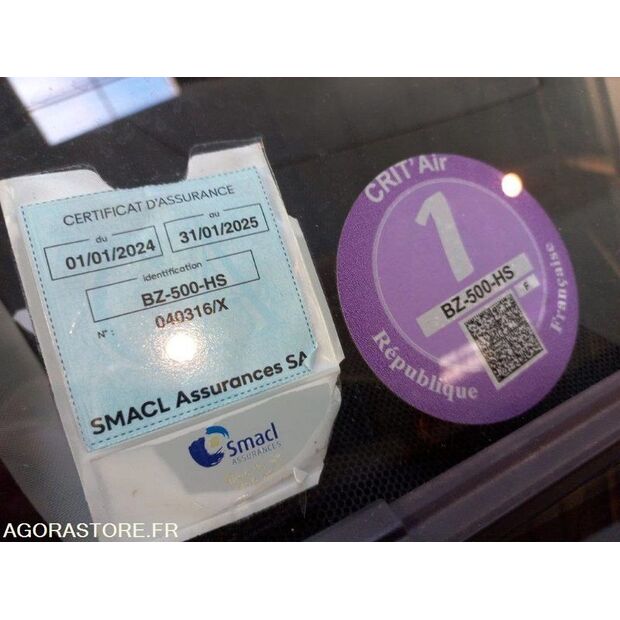 CERTIFICAT D'ASSURANCE
du
au
01/01/2024
31/01/2025
identification
BZ-500-HS
N° :
040316/X
SMACL Assurances SA
smacl
ASSURANCES
CRIT'Air
1
BZ-500-HS
F
République
Française
AGORASTORE.FR